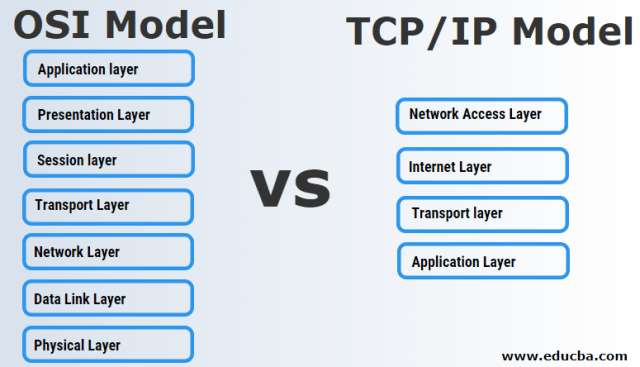 OSI Model
Application layer
Presentation Layer
Session layer
Transport Layer
Network Layer
Data Link Layer
Physical Layer
vs
TCP/IP Model
Network Access Layer
Internet Layer
Transport layer
Application Layer
www.educba.com